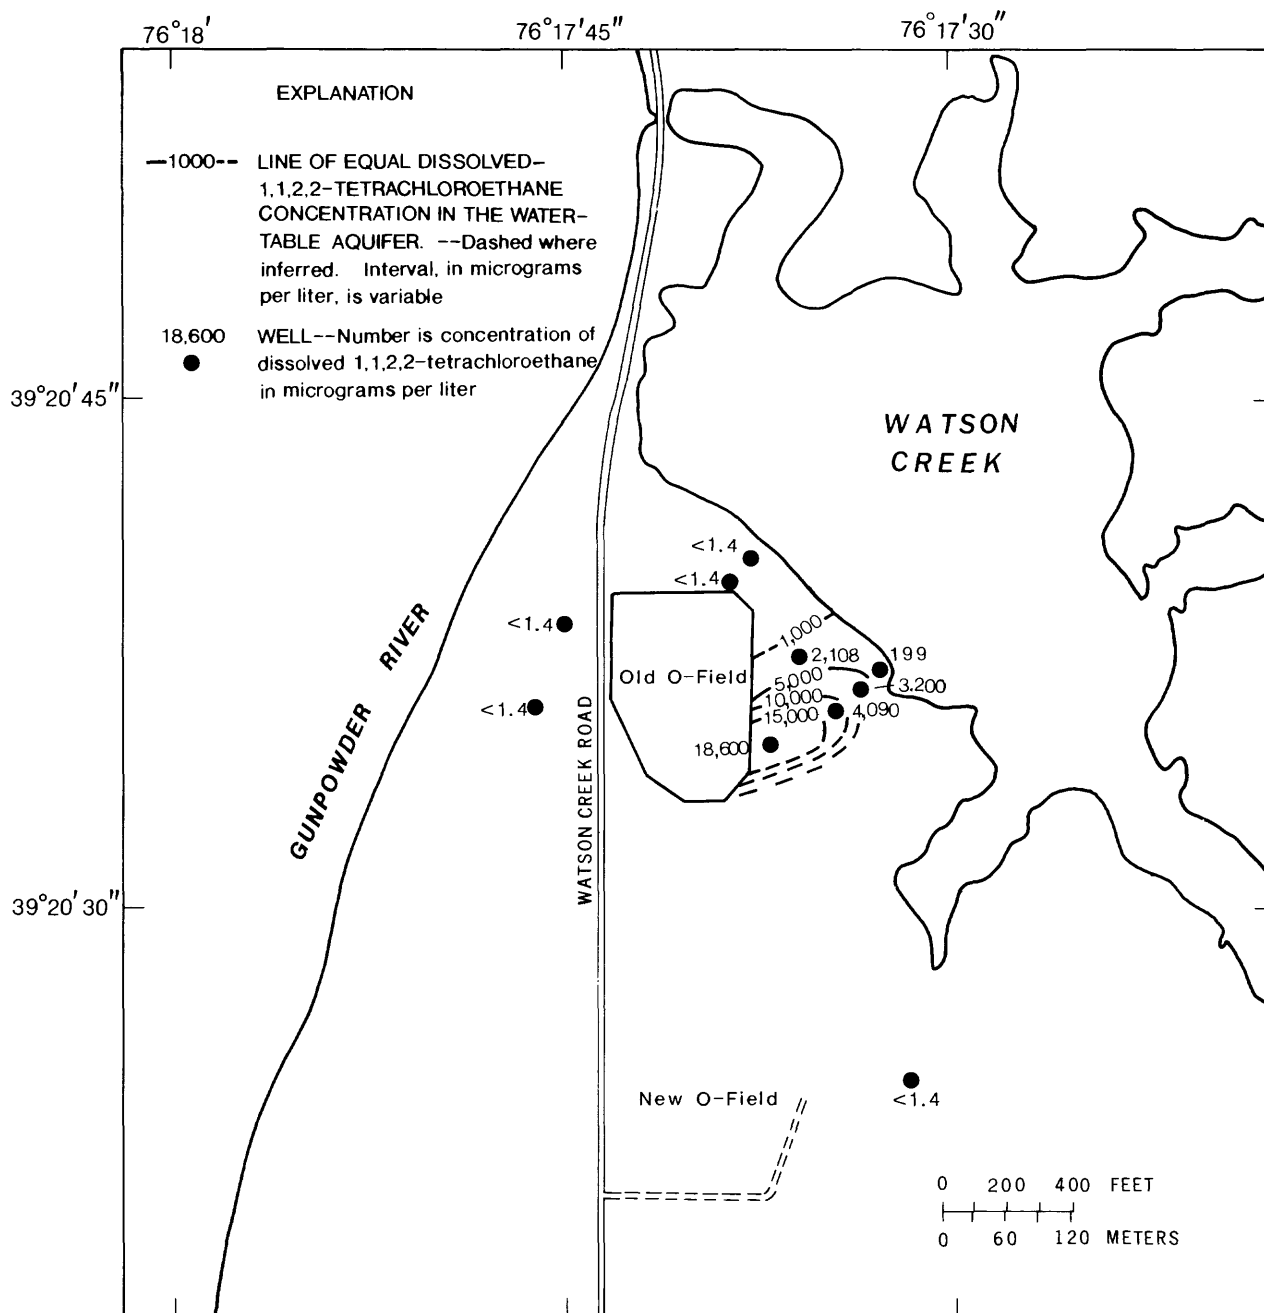 76°18'
76°17'45"
76°17'30"
EXPLANATION
—1000-- LINE OF EQUAL DISSOLVED-
1,1,2,2-TETRACHLOROETHANE
CONCENTRATION IN THE WATER-
TABLE AQUIFER. --Dashed where
inferred. Interval, in micrograms
per liter, is variable
18,600 WELL--Number is concentration of
dissolved 1,1,2,2-tetrachloroethane
in micrograms per liter
39°20'45"
WATSON
CREEK
<1.4
<1.4
<1.4
1,000
2,108
199
Old O-Field
5,000
3.200
10,000
<1.4
15,000
4,090
18,600
GUNPOWDER RIVER
WATSON CREEK ROAD
39°20'30"
New O-Field
<1.4
0 200 400 FEET
0 60 120 METERS